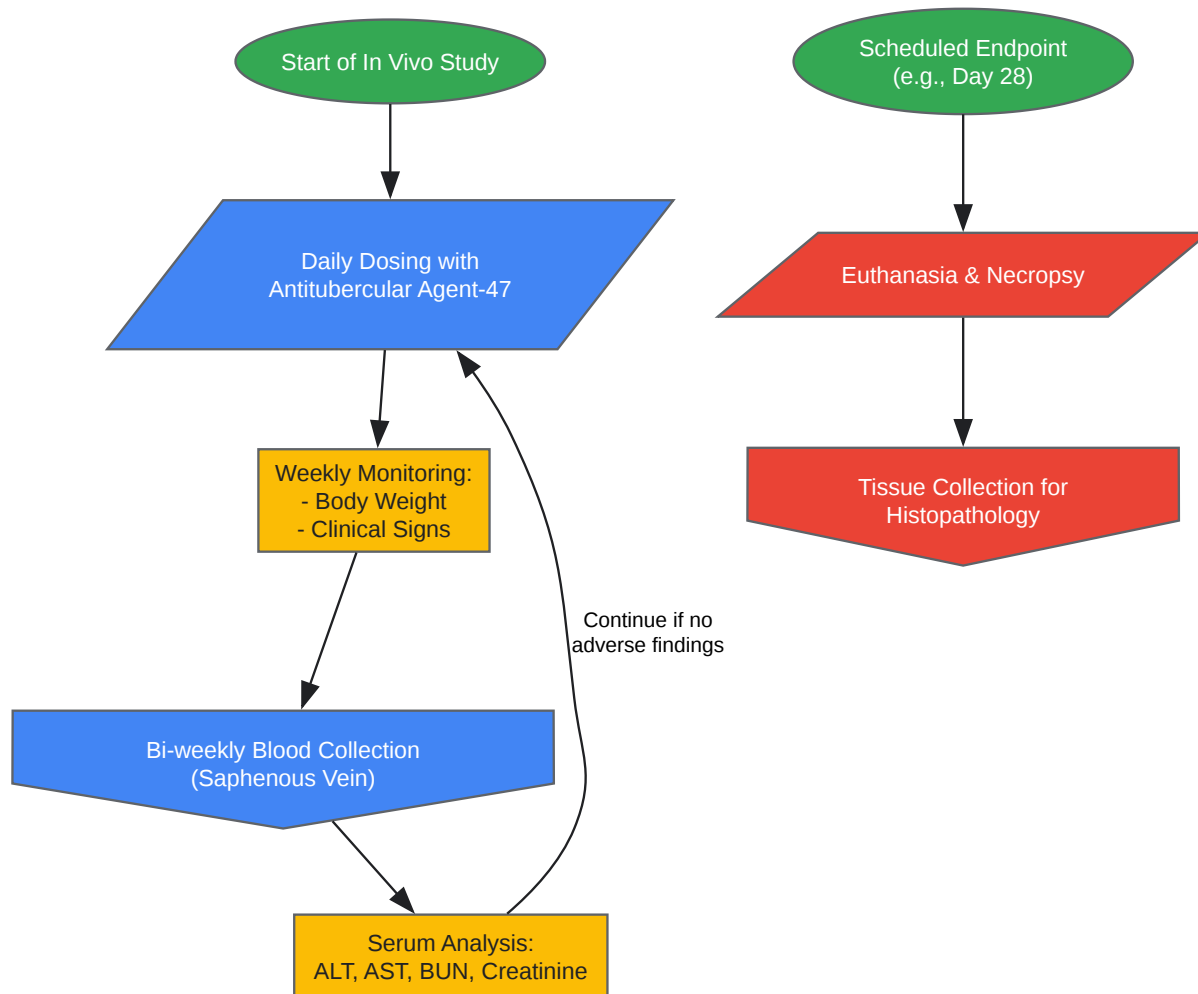 Start of In Vivo Study
Daily Dosing with
Antitubercular Agent-47
Weekly Monitoring:
- Body Weight
- Clinical Signs
Continue if no
adverse findings
Bi-weekly Blood Collection
(Saphenous Vein)
Serum Analysis:
ALT, AST, BUN, Creatinine
Scheduled Endpoint
(e.g., Day 28)
Euthanasia & Necropsy
Tissue Collection for
Histopathology